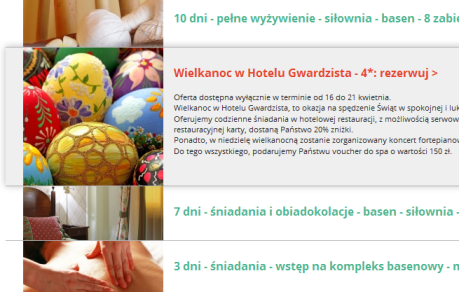 10 dni - pełne wyżywienie - siłownia - basen - 8 zabie
Wielkanoc w Hotelu Gwardzista - 4*: rezerwuj >
Oferta dostępna wyłącznie w terminie od 16 do 21 kwietnia.
Wielkanoc w Hotelu Gwardzista, to okazja na spędzenie Świąt w spokojnej i luk
Oferujemy codzienne śniadania w hotelowej restauracji, z możliwością serwow
restauracyjnej karty, dostaną Państwo 20% zniżki.
Ponadto, w niedzielę wielkanocną zostanie zorganizowany koncert fortepianow
Do tego wszystkiego, podarujemy Państwu voucher do spa o wartości 150 zł.
7 dni - śniadania i obiadokolacje - basen - siłownia -
3 dni - śniadania - wstęp na kompleks basenowy - n